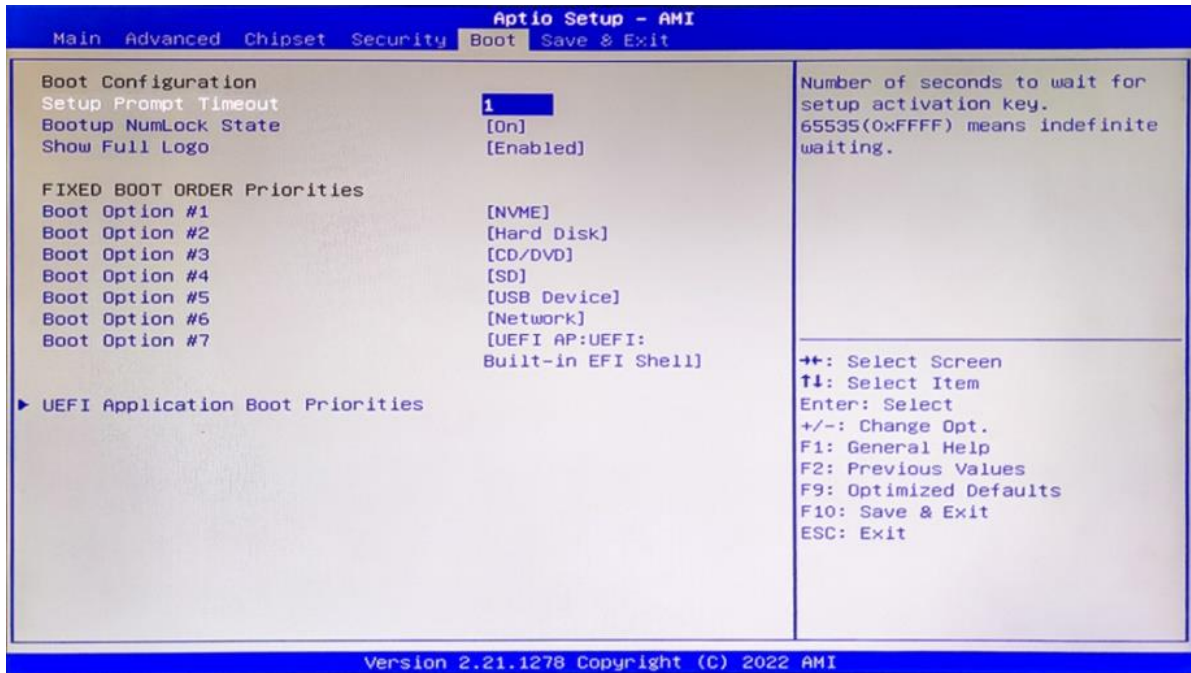 Aptio Setup – AMI
Main Advanced Chipset Security Boot Save & Exit
Boot Configuration
Setup Prompt Timeout 1
Bootup NumLock State [On]
Show Full Logo [Enabled]
FIXED BOOT ORDER Priorities
Boot Option #1 [NVME]
Boot Option #2 [Hard Disk]
Boot Option #3 [CD/DVD]
Boot Option #4 [SD]
Boot Option #5 [USB Device]
Boot Option #6 [Network]
Boot Option #7 [UEFI AP:UEFI:
Built-in EFI Shell]
► UEFI Application Boot Priorities
Number of seconds to wait for
setup activation key.
65535(0xFFFF) means indefinite
waiting.
→←: Select Screen
↑↓: Select Item
Enter: Select
+/-: Change Opt.
F1: General Help
F2: Previous Values
F9: Optimized Defaults
F10: Save & Exit
ESC: Exit
Version 2.21.1278 Copyright (C) 2022 AMI